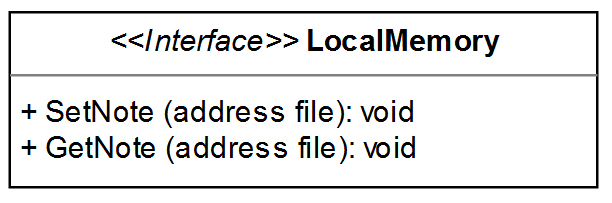 <<Interface>> LocalMemory
+ SetNote (address file): void
+ GetNote (address file): void